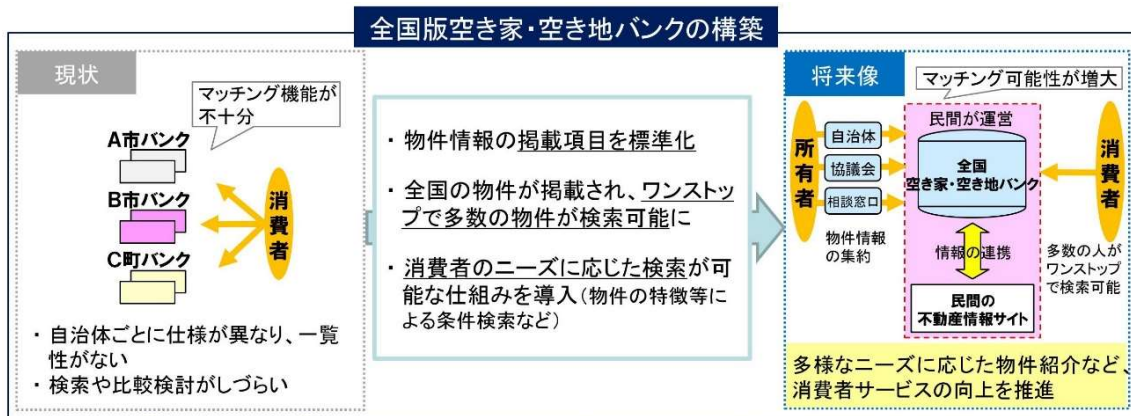 全国版空き家・空き地バンクの構築
現状
マッチング機能が
不十分
A市バンク
B市バンク
C町バンク
消費者
・ 自治体ごとに仕様が異なり、一覧
性がない
・ 検索や比較検討がしづらい
・ 物件情報の掲載項目を標準化
・ 全国の物件が掲載され、ワンストッ
プで多数の物件が検索可能に
・ 消費者のニーズに応じた検索が可
能な仕組みを導入(物件の特徴等に
よる条件検索など)
将来像
マッチング可能性が増大
所有者
自治体
協議会
相談窓口
物件情報
の集約
民間が運営
全国
空き家・空き地バンク
情報の連携
民間の
不動産情報サイト
消費者
多数の人が
ワンストップ
で検索可能
多様なニーズに応じた物件紹介など、
消費者サービスの向上を推進